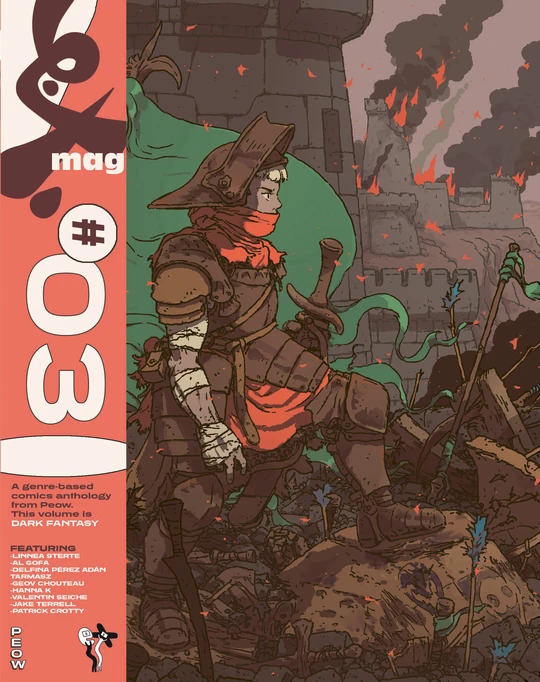 Ex
mag
#
03
A genre-based
comics anthology
from Peow.
This volume is
DARK FANTASY
FEATURING
-LINNEA STERTE
-AL GOFA
-DELFINA PÉREZ ADÁN
TARMASZ
-GEOV CHOUTEAU
-HANNA K
-VALENTIN SEICHE
-JAKE TERRELL
-PATRICK CROTTY
PEOW